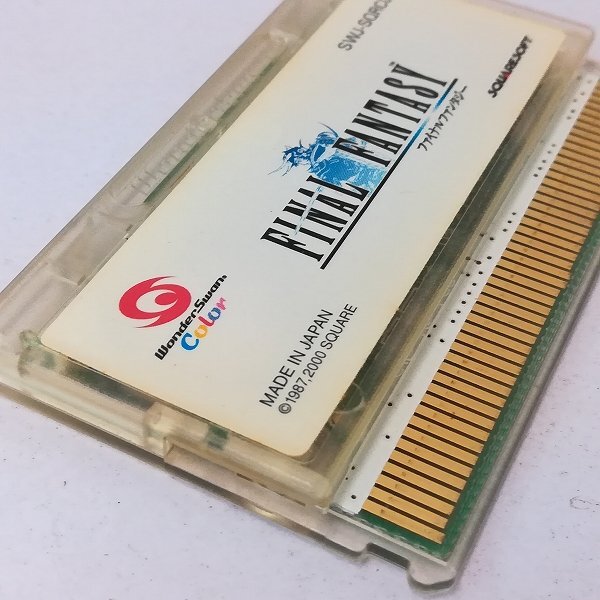 SWJ-SQRC
SQUARESOFT
FINAL FANTASY
ファイナルファンタジー
WonderSwan
Color
MADE IN JAPAN
©1987,2000 SQUARE